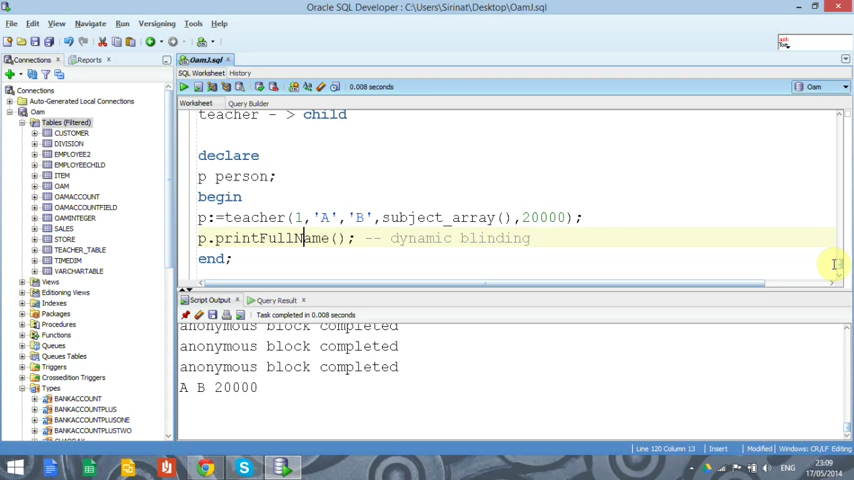 Oracle SQL Developer : C:\Users\Sirinat\Desktop\OamJ.sql
File Edit View Navigate Run Versioning Tools Help
Connections Reports OamJ.sql
SQL Worksheet History
0.008 seconds Oam
Worksheet Query Builder
Connections
Auto-Generated Local Connections
Oam
Tables (Filtered)
CUSTOMER
DIVISION
EMPLOYEE2
EMPLOYEECHILD
ITEM
OAM
OAMACCOUNT
OAMACCOUNTFIELD
OAMINTEGER
SALES
STORE
TEACHER_TABLE
TIMEDIM
VARCHARTABLE
Views
Editioning Views
Indexes
Packages
Procedures
Functions
Queues
Queues Tables
Triggers
Crossedition Triggers
Types
BANKACCOUNT
BANKACCOUNTPLUS
BANKACCOUNTPLUSONE
BANKACCOUNTPLUSTWO
teacher - > child
declare
p person;
begin
p:=teacher(1,'A','B',subject_array(),20000);
p.printFullName(); -- dynamic blinding
end;
Script Output Query Result
Task completed in 0.008 seconds
anonymous block completed
anonymous block completed
anonymous block completed
A B 20000
Line 120 Column 13 Insert Modified Windows: CR/LF Editing
ENG
23:09
17/05/2014